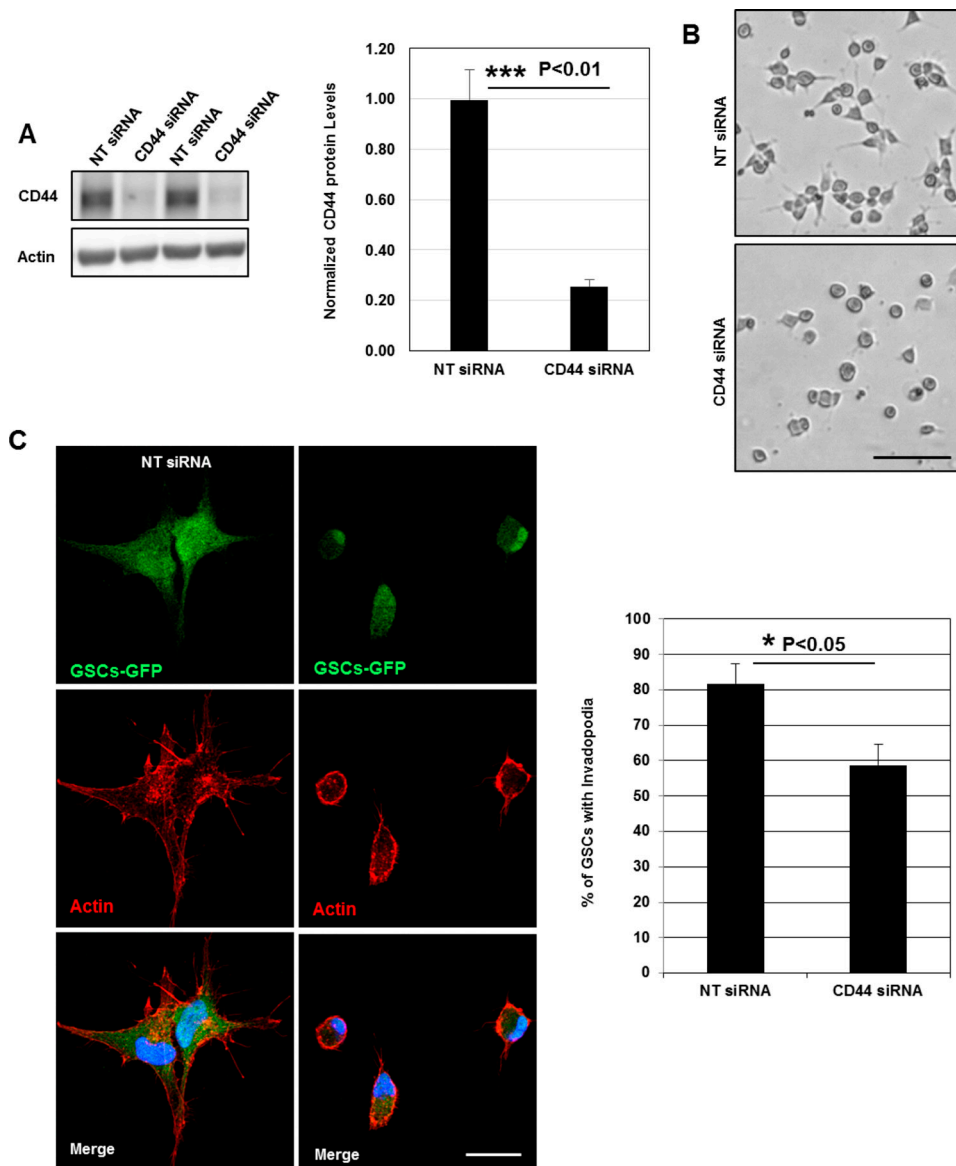 A
NT siRNA
CD44 siRNA
NT siRNA
CD44 siRNA
CD44
Actin
Normalized CD44 protein Levels
1.20
1.00
0.80
0.60
0.40
0.20
0.00
*** P<0.01
NT siRNA
CD44 siRNA
B
NT siRNA
CD44 siRNA
C
NT siRNA
GSCs-GFP
GSCs-GFP
Actin
Actin
Merge
Merge
% of GSCs with Invadopodia
100
90
80
70
60
50
40
30
20
10
0
* P<0.05
NT siRNA
CD44 siRNA